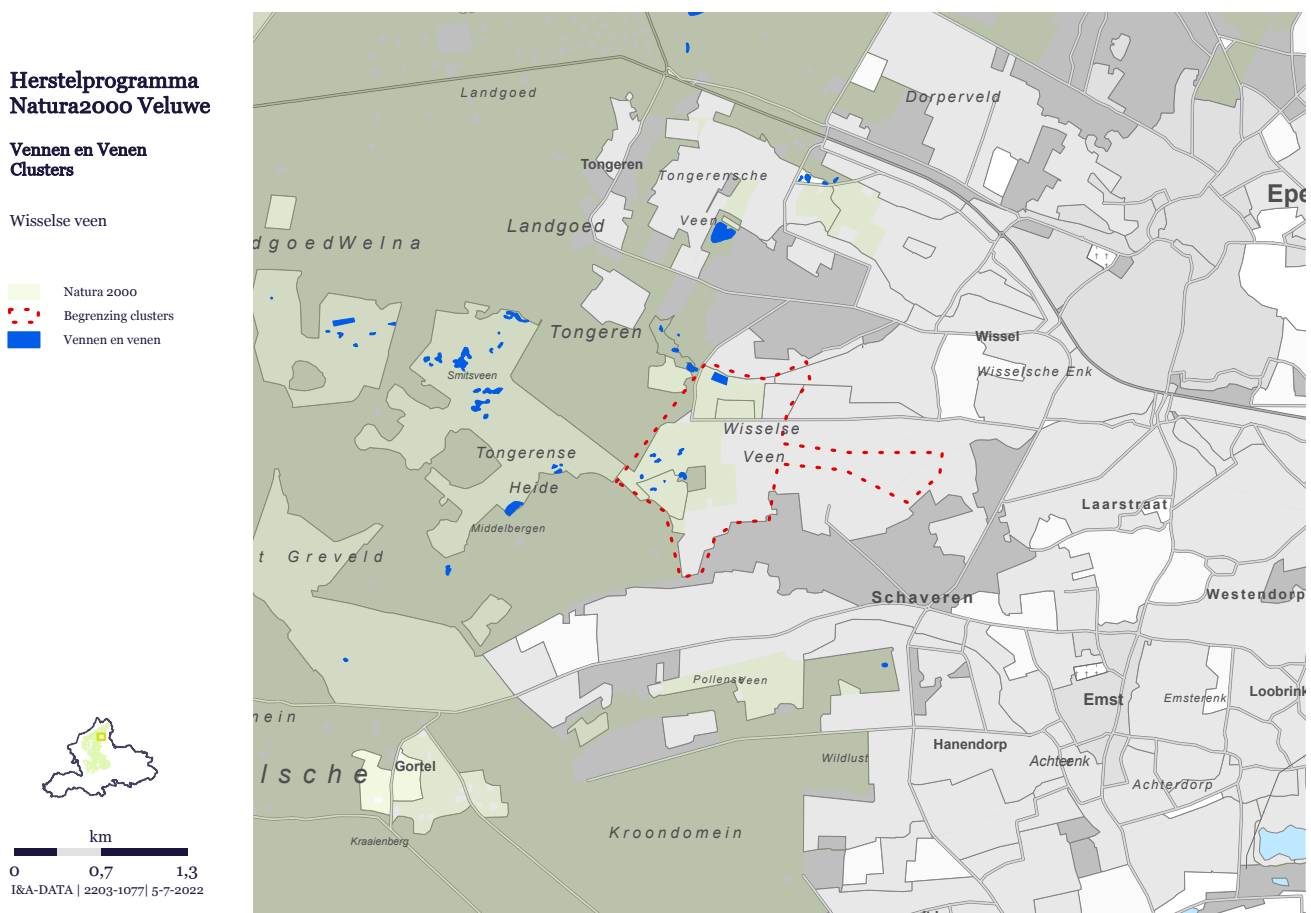 Herstelprogramma
Natura2000 Veluwe
Vennen en Venen
Clusters
Wisselse veen
Natura 2000
Begrenzing clusters
Vennen en venen
km
0 0,7 1,3
I&A-DATA | 2203-1077| 5-7-2022
Landgoed
Dorperveld
Tongeren
Tongerensche
Veen
Epe
Landgoed
dgoedWelna
Tongeren
Wissel
Wisselsche Enk
Smitsveen
Wisselse
Veen
Tongerense
Heide
Middelbergen
Laarstraat
t Greveld
Schaveren
Westendorp
Pollense Veen
Emst
Emsterenk
Loobrink
nein
Hanendorp
Wildlust
Achterenk
lsche
Gortel
Achterdorp
Kroondomein
Kraaienberg